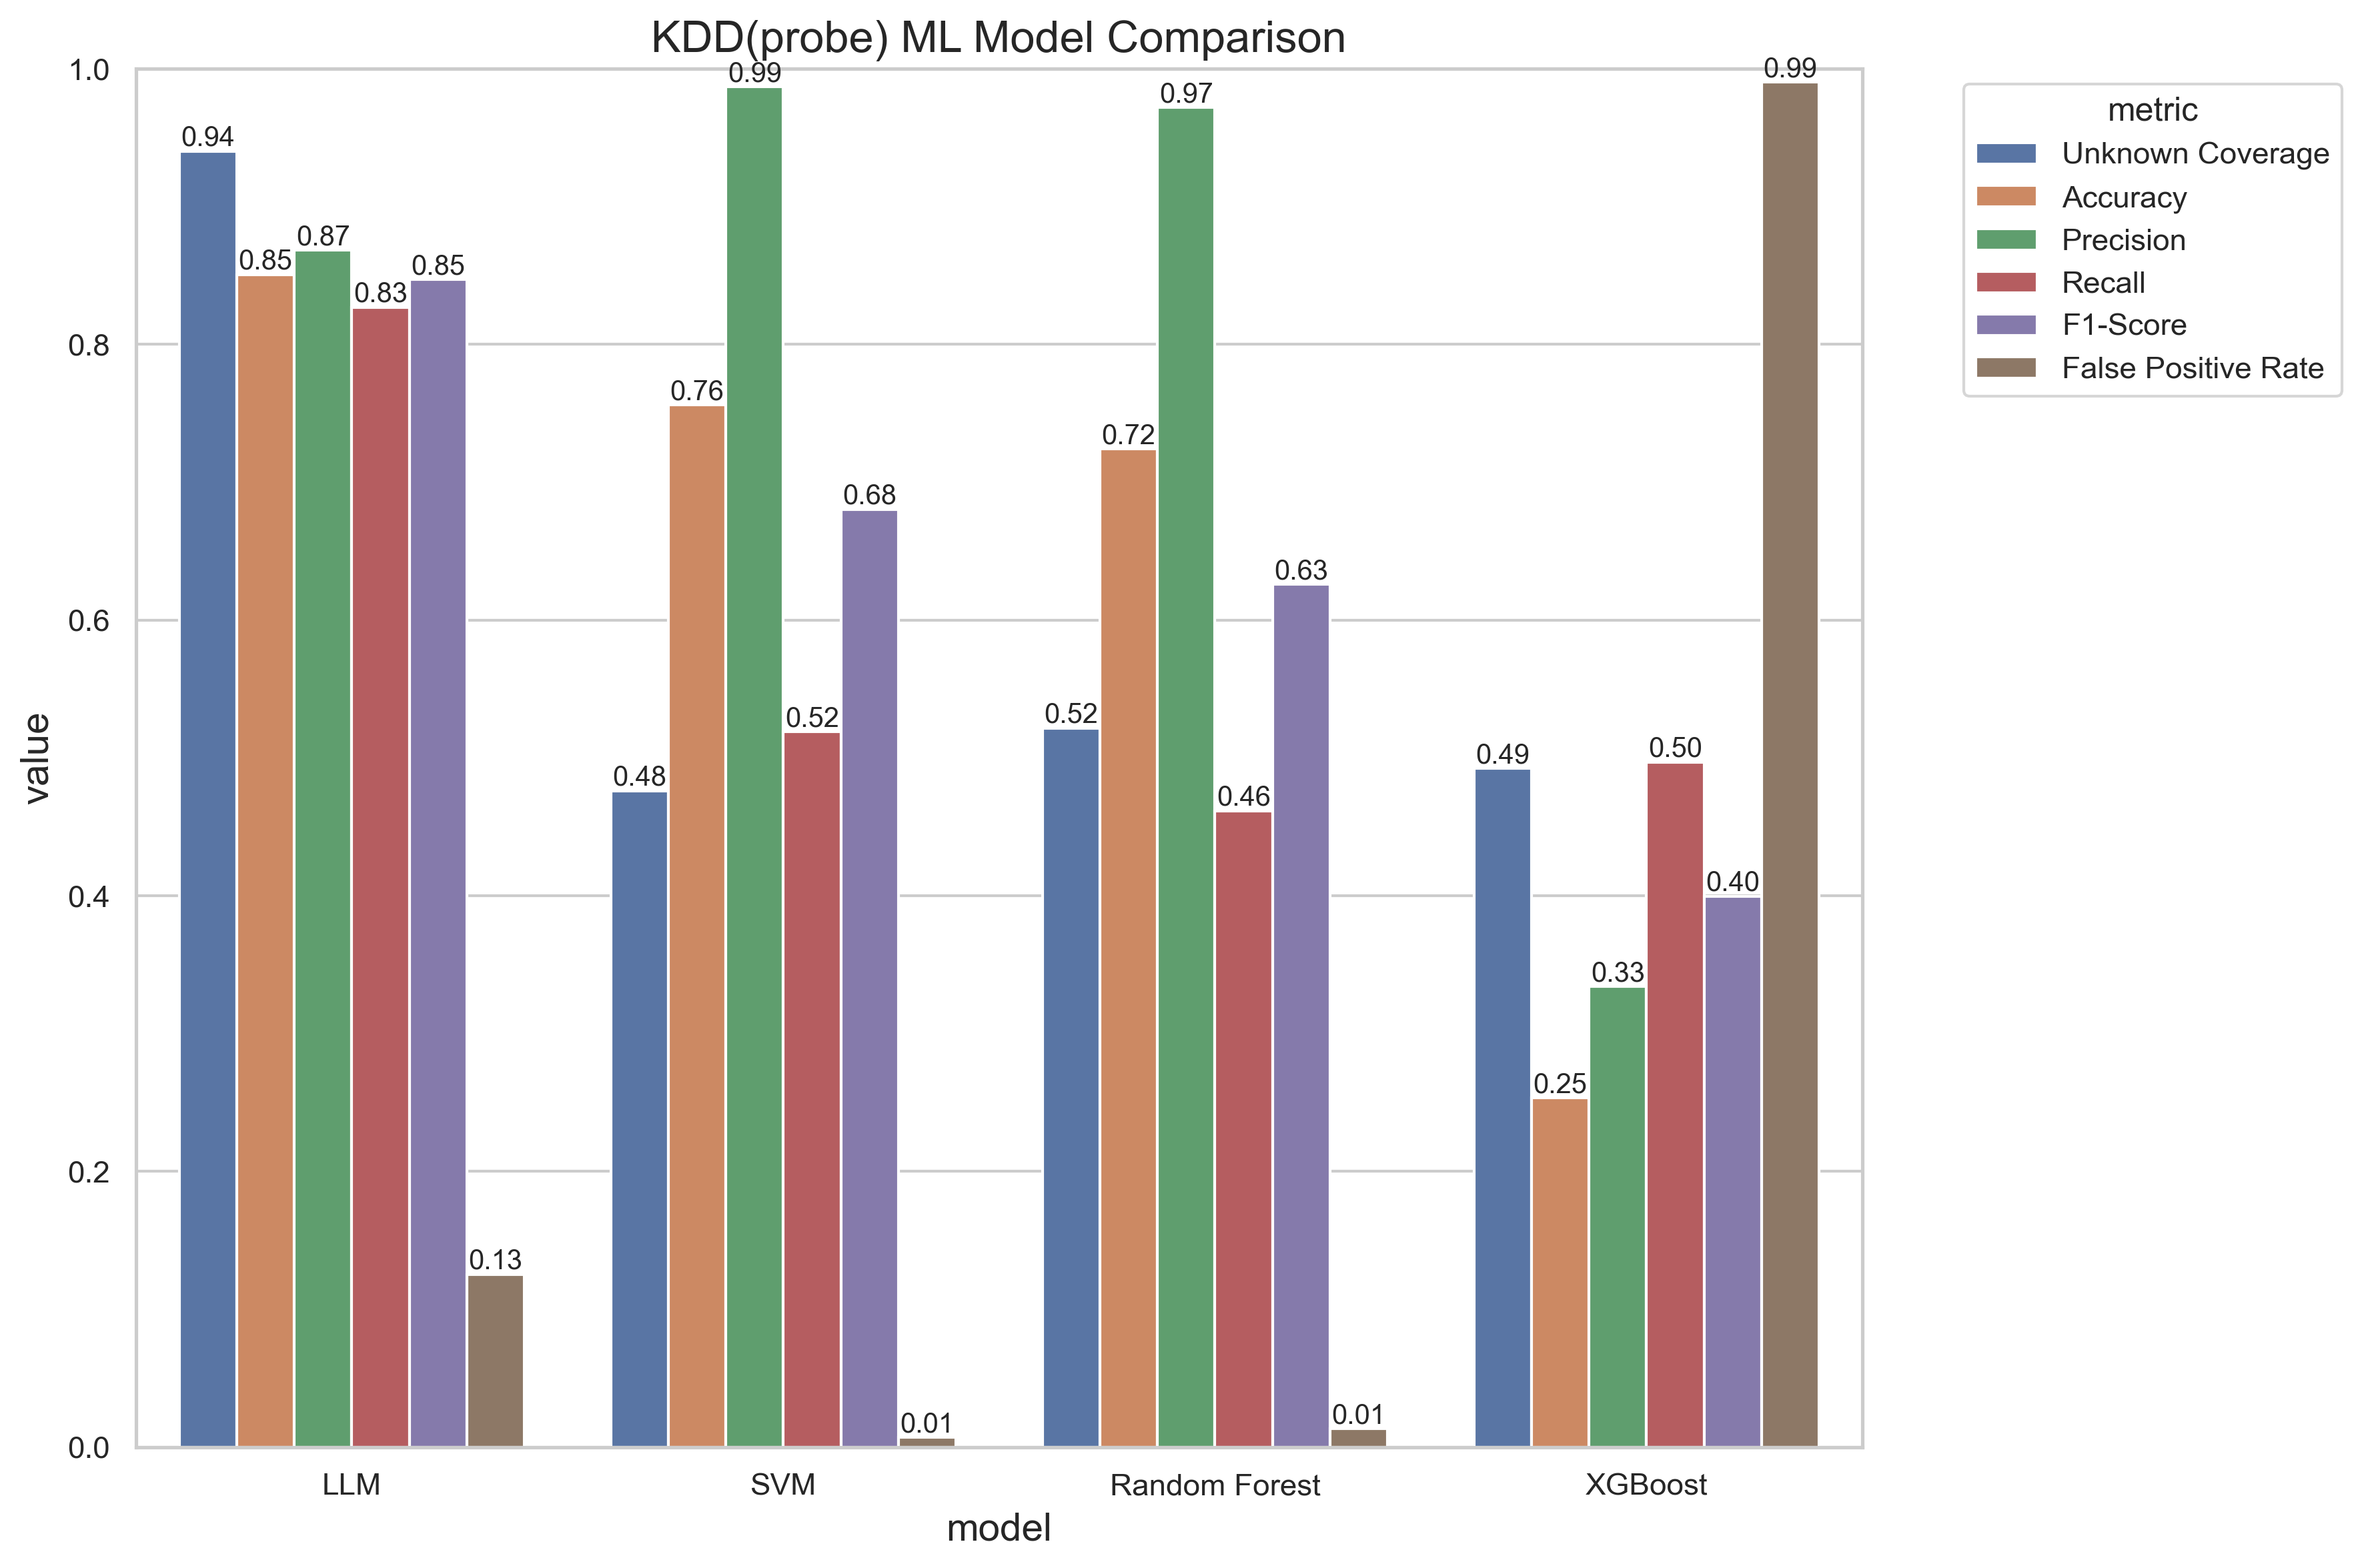 KDD(probe) ML Model Comparison
value
1.0
0.8
0.6
0.4
0.2
0.0
0.94
0.85
0.87
0.83
0.85
0.13
0.48
0.76
0.99
0.52
0.68
0.01
0.52
0.72
0.97
0.46
0.63
0.01
0.49
0.25
0.33
0.50
0.40
0.99
LLM
SVM
Random Forest
XGBoost
model
metric
Unknown Coverage
Accuracy
Precision
Recall
F1-Score
False Positive Rate